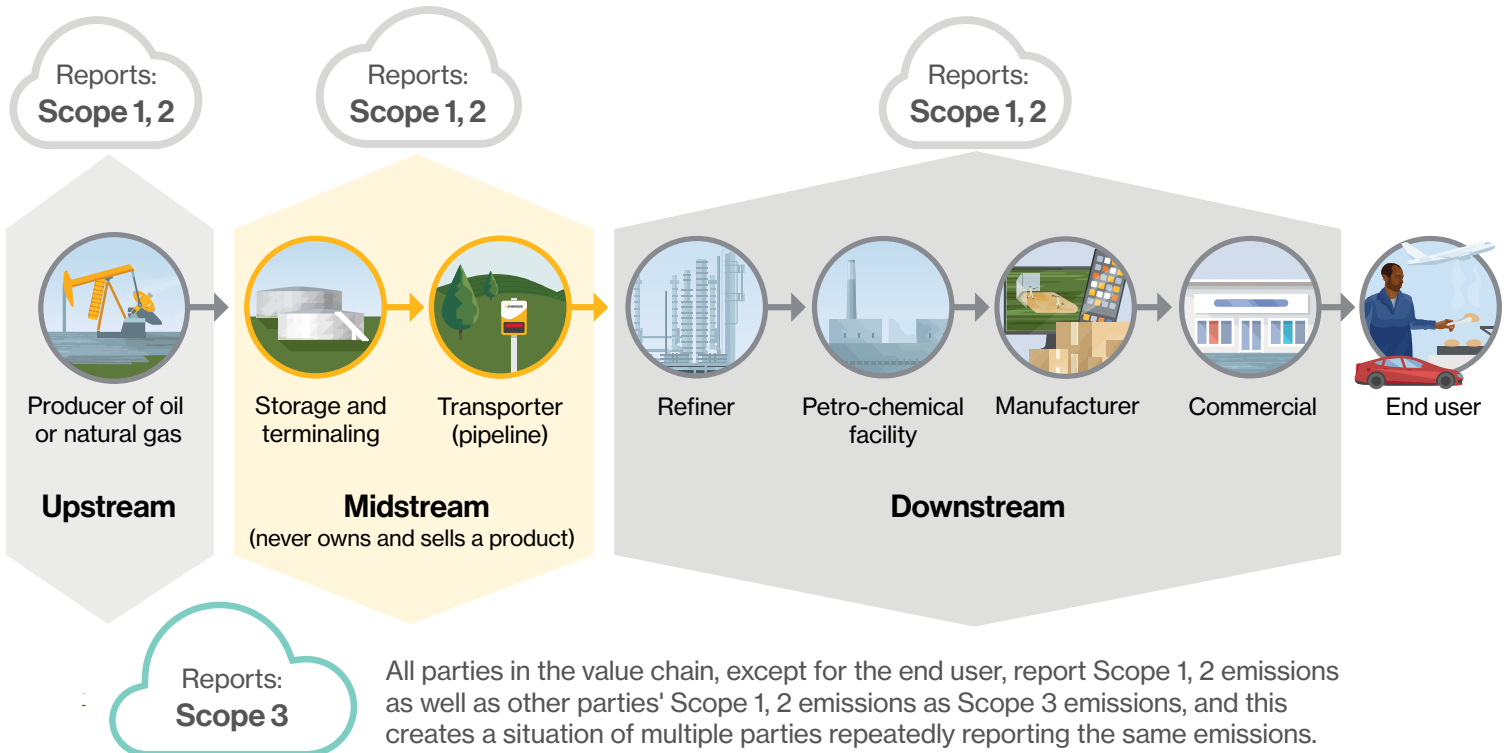 Reports:
Scope 1, 2
Reports:
Scope 1, 2
Reports:
Scope 1, 2
Producer of oil
or natural gas
Storage and
terminaling
Transporter
(pipeline)
Refiner
Petro-chemical
facility
Manufacturer
Commercial
End user
Upstream
Midstream
(never owns and sells a product)
Downstream
Reports:
Scope 3
All parties in the value chain, except for the end user, report Scope 1, 2 emissions
as well as other parties' Scope 1, 2 emissions as Scope 3 emissions, and this
creates a situation of multiple parties repeatedly reporting the same emissions.